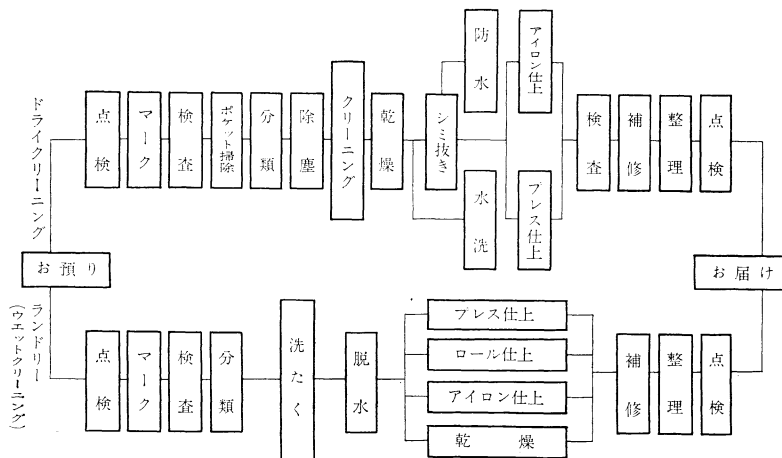 ドライクリーニング
点検
マーク
検査
ポケット掃除
分類
除塵
クリーニング
乾燥
シミ抜き
防水
水洗
アイロン仕上
プレス仕上
検査
補修
整理
点検
お預り
お届け
ランドリー
(ウエットクリーニング)
点検
マーク
検査
分類
洗たく
脱水
プレス仕上
ロール仕上
アイロン仕上
乾燥
補修
整理
点検